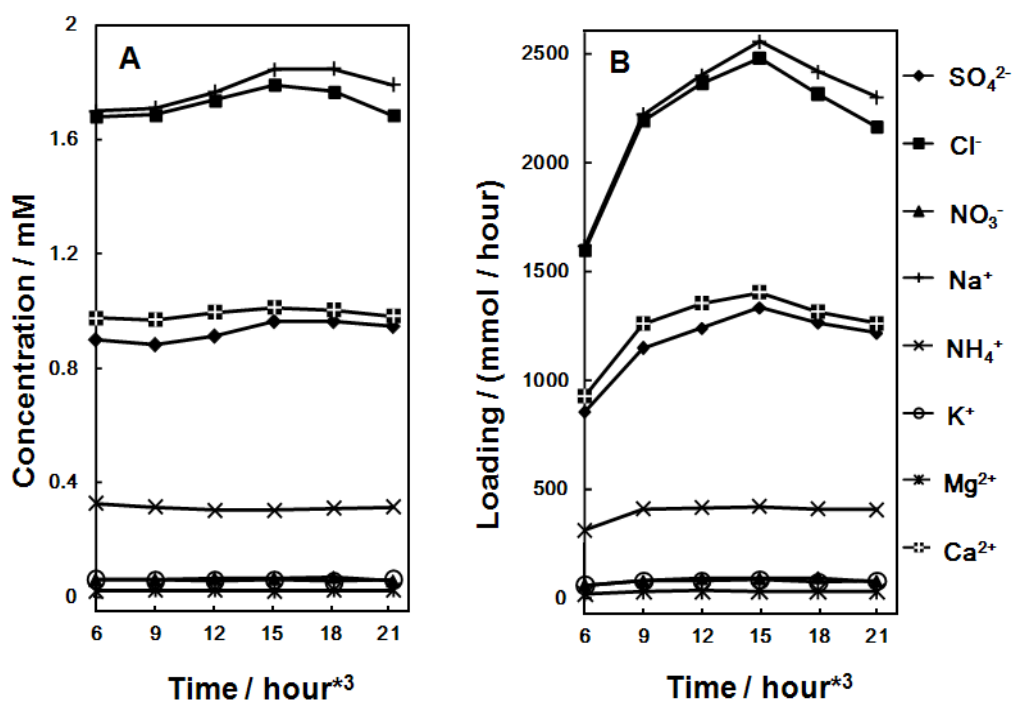 A
2
1.6
1.2
0.8
0.4
0
Concentration / mM
6 9 12 15 18 21
Time / hour*³
B
2500
2000
1500
1000
500
0
Loading / (mmol / hour)
6 9 12 15 18 21
Time / hour*³
SO₄²⁻
Cl⁻
NO₃⁻
Na⁺
NH₄⁺
K⁺
Mg²⁺
Ca²⁺